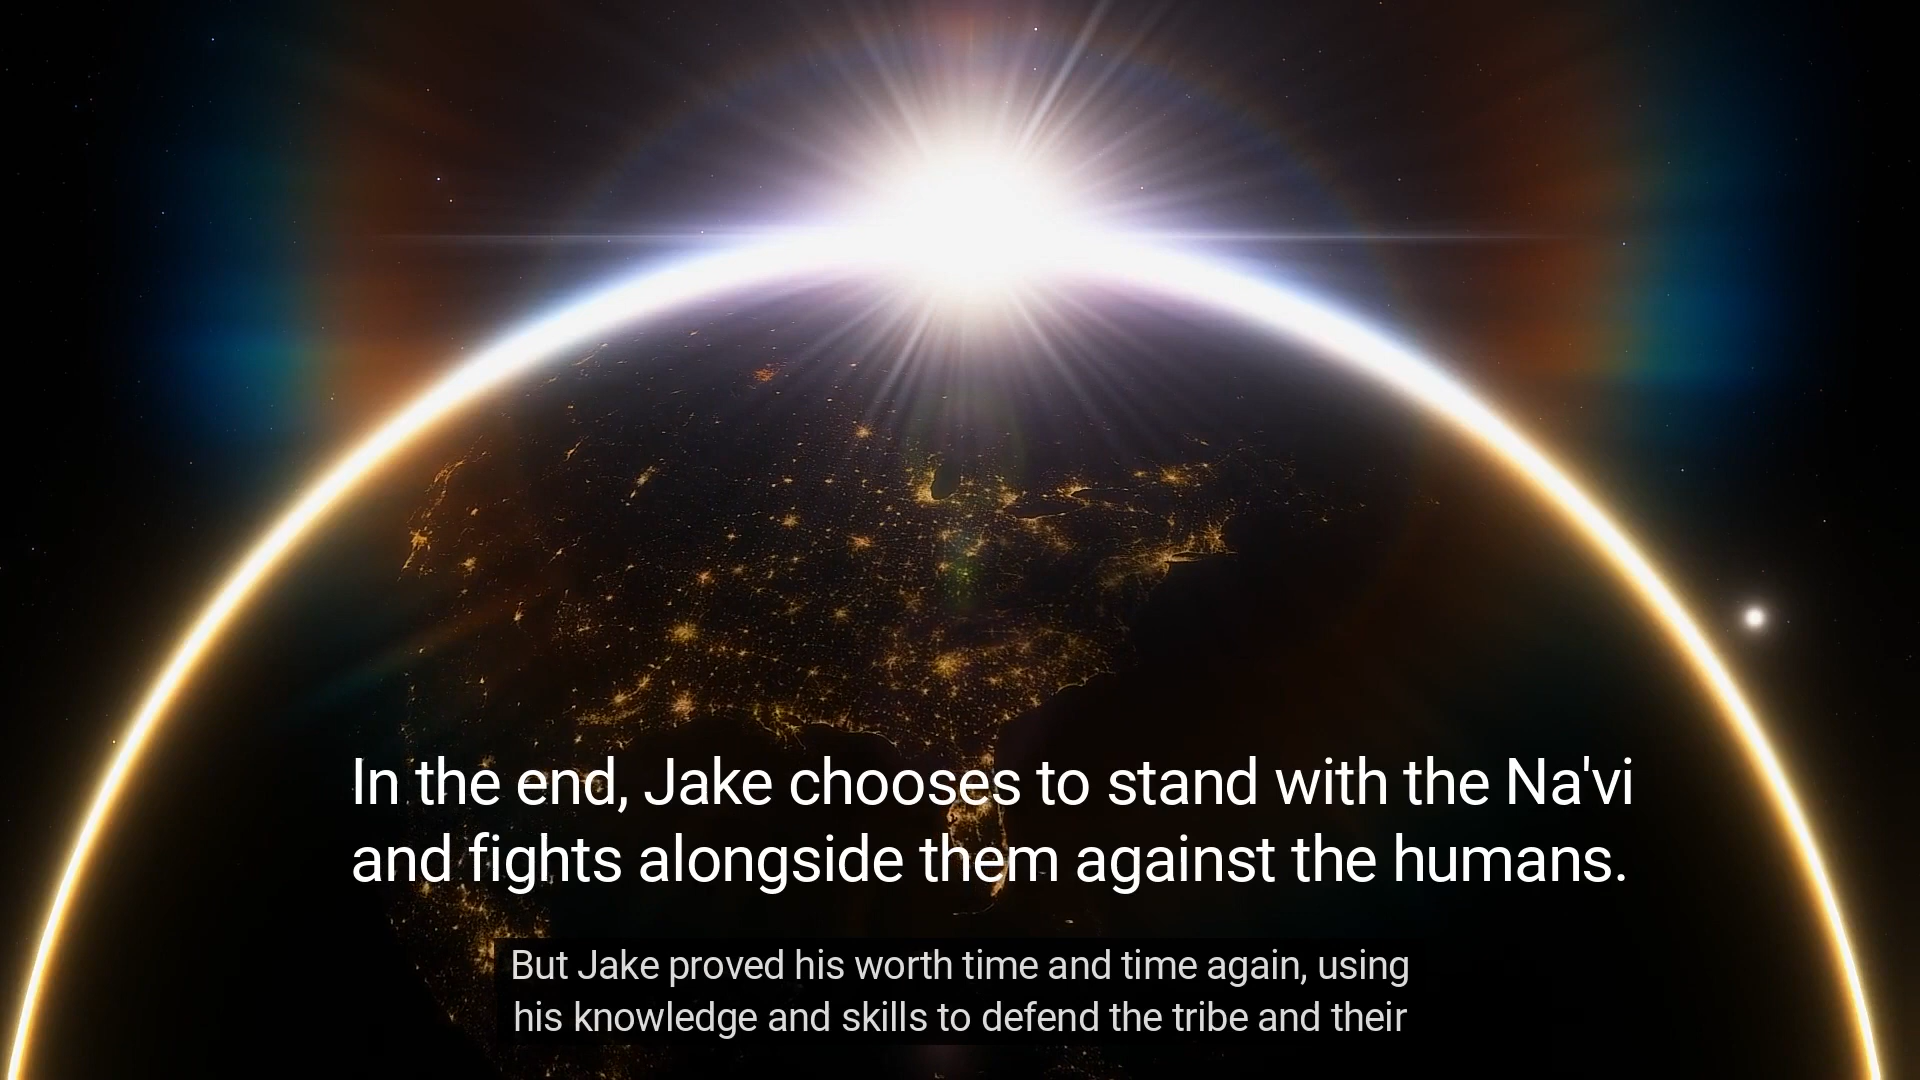 In the end, Jake chooses to stand with the Na'vi
and fights alongside them against the humans.
But Jake proved his worth time and time again, using
his knowledge and skills to defend the tribe and their